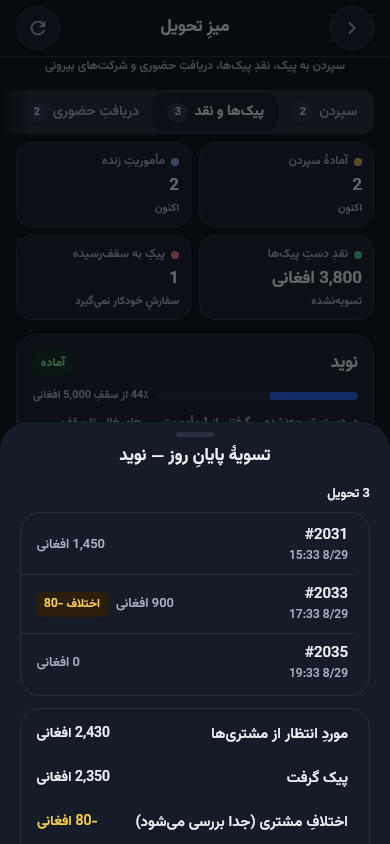 میزِ تحویل
سپردن به پیک، نقدِ پیک‌ها، دریافتِ حضوری و شرکت‌های بیرونی
سپردن 2
پیک‌ها و نقد 3
دریافتِ حضوری 2
آمادهٔ سپردن
2
اکنون
مأموریتِ زنده
2
اکنون
نقدِ دستِ پیک‌ها
3,800 افغانی
تسویه‌نشده
پیکِ به سقف‌رسیده
1
سفارشِ خودکار نمی‌گیرد
نوید
آماده
44٪ از سقفِ 5,000 افغانی
تسویهٔ پایانِ روز — نوید
3 تحویل
#2031
1,450 افغانی
8/29 15:33
#2033
900 افغانی
اختلاف -80
8/29 17:33
#2035
0 افغانی
8/29 19:33
موردِ انتظار از مشتری‌ها
2,430 افغانی
پیک گرفت
2,350 افغانی
اختلافِ مشتری (جدا بررسی می‌شود)
-80 افغانی